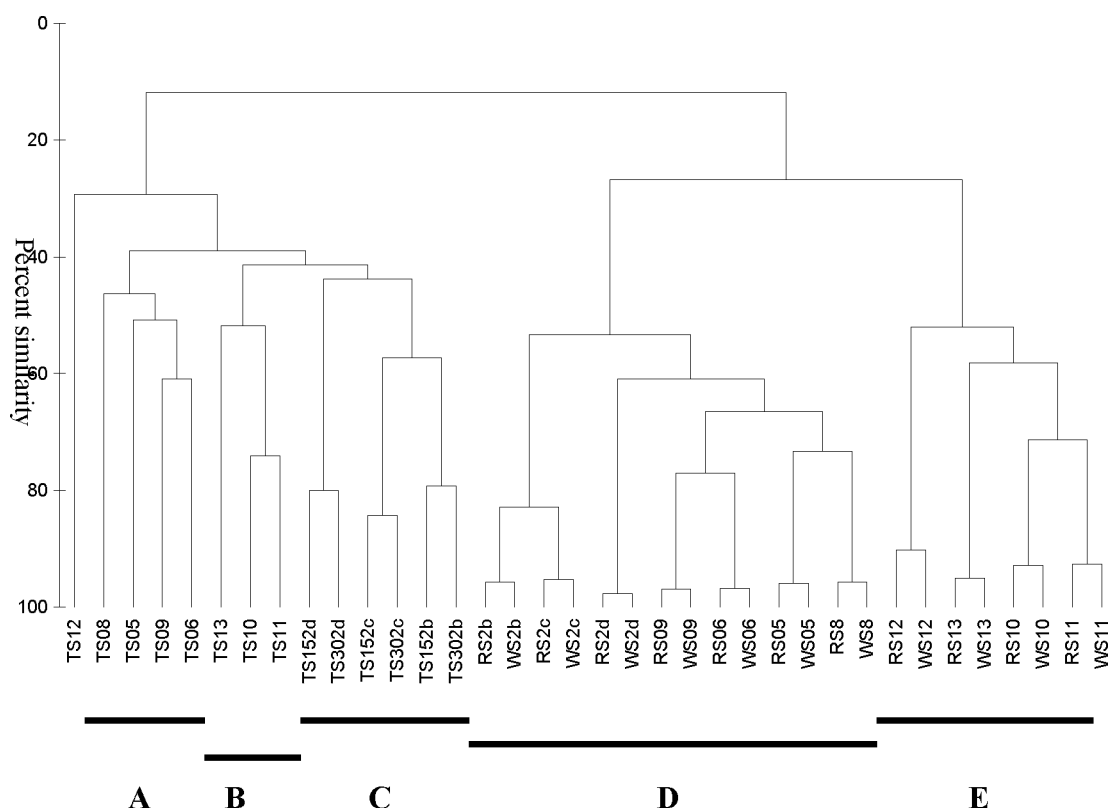 0
20
40
60
80
100
Percent similarity
TS12
TS08
TS05
TS09
TS06
TS13
TS10
TS11
TS152d
TS302d
TS152c
TS302c
TS152b
TS302b
RS2b
WS2b
RS2c
WS2c
RS2d
WS2d
RS09
WS09
RS06
WS06
RS05
WS05
RS8
WS8
RS12
WS12
RS13
WS13
RS10
WS10
RS11
WS11
A B C D E